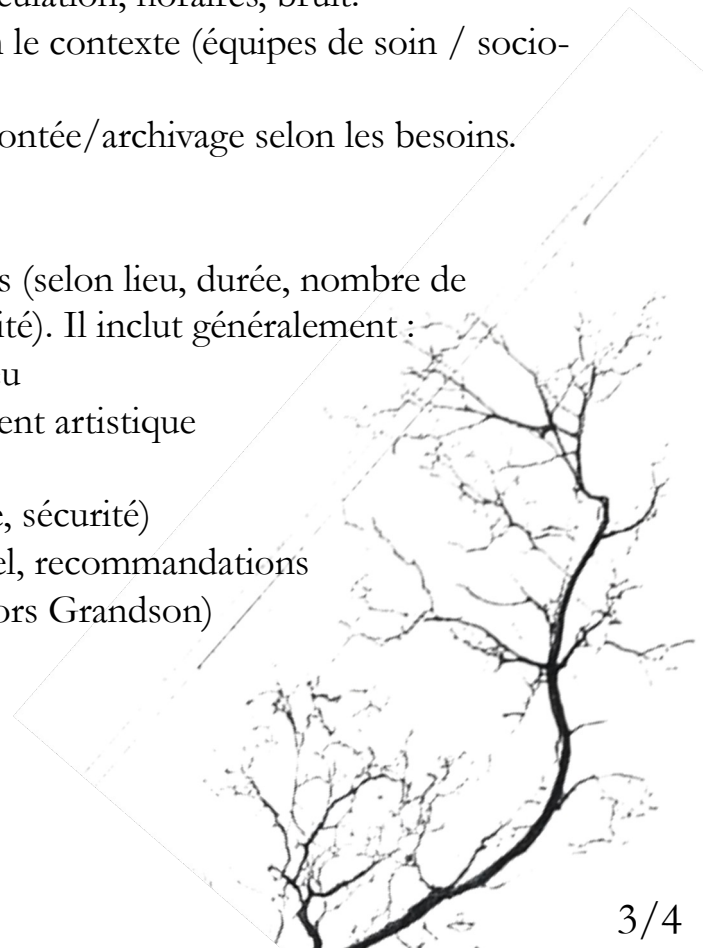 culation, horaires, bruit.
n le contexte (équipes de soin / socio-
ontée/archivage selon les besoins.
s (selon lieu, durée, nombre de
ité). Il inclut généralement :
eu
ent artistique
e, sécurité)
el, recommandations
ors Grandson)
3/4